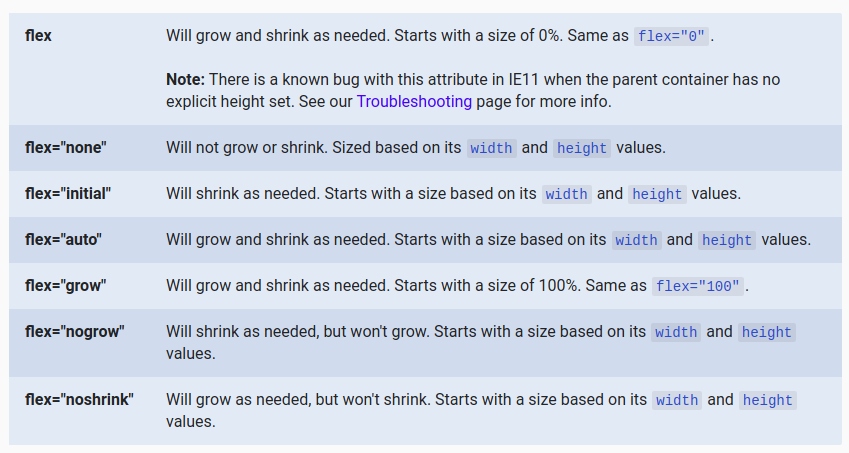 flex Will grow and shrink as needed. Starts with a size of 0%. Same as flex="0".
Note: There is a known bug with this attribute in IE11 when the parent container has no
explicit height set. See our Troubleshooting page for more info.
flex="none" Will not grow or shrink. Sized based on its width and height values.
flex="initial" Will shrink as needed. Starts with a size based on its width and height values.
flex="auto" Will grow and shrink as needed. Starts with a size based on its width and height values.
flex="grow" Will grow and shrink as needed. Starts with a size of 100%. Same as flex="100".
flex="nogrow" Will shrink as needed, but won't grow. Starts with a size based on its width and height
values.
flex="noshrink" Will grow as needed, but won't shrink. Starts with a size based on its width and height
values.